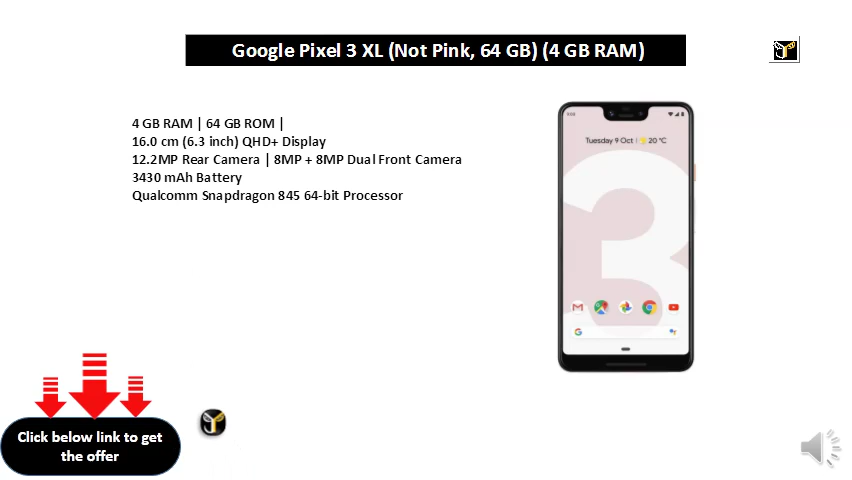 Google Pixel 3 XL (Not Pink, 64 GB) (4 GB RAM)
4 GB RAM | 64 GB ROM |
16.0 cm (6.3 inch) QHD+ Display
12.2MP Rear Camera | 8MP + 8MP Dual Front Camera
3430 mAh Battery
Qualcomm Snapdragon 845 64-bit Processor
Tuesday 9 Oct | 20 °C
Click below link to get
the offer